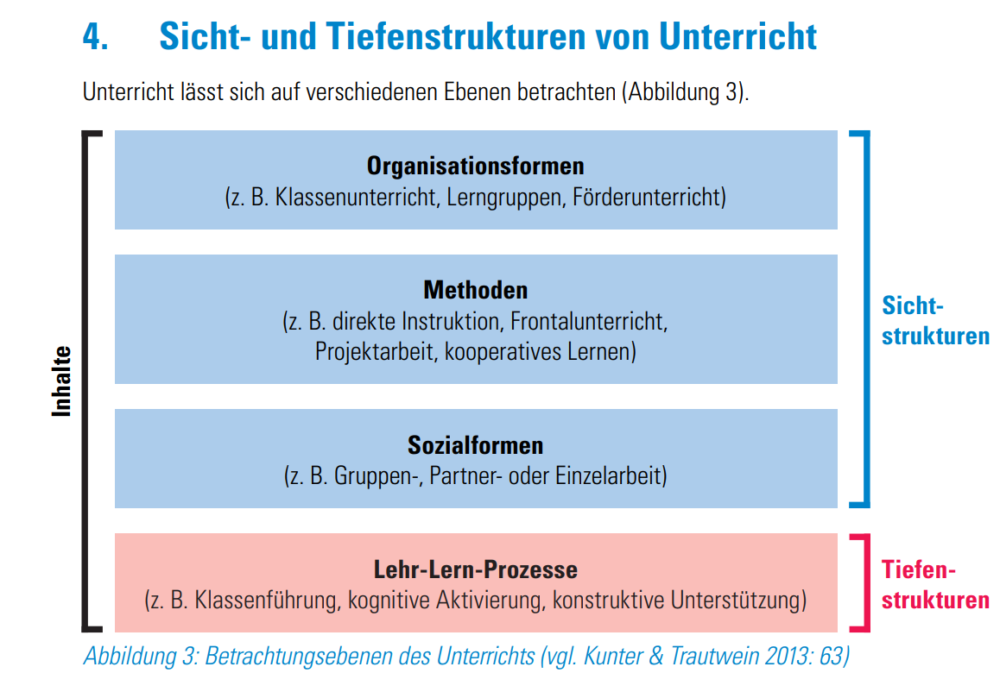 4. Sicht- und Tiefenstrukturen von Unterricht
Unterricht lässt sich auf verschiedenen Ebenen betrachten (Abbildung 3).
Inhalte
Organisationsformen
(z. B. Klassenunterricht, Lerngruppen, Förderunterricht)
Methoden
(z. B. direkte Instruktion, Frontalunterricht,
Projektarbeit, kooperatives Lernen)
Sozialformen
(z. B. Gruppen-, Partner- oder Einzelarbeit)
Sicht-
strukturen
Lehr-Lern-Prozesse
(z. B. Klassenführung, kognitive Aktivierung, konstruktive Unterstützung)
Tiefen-
strukturen
Abbildung 3: Betrachtungsebenen des Unterrichts (vgl. Kunter & Trautwein 2013: 63)